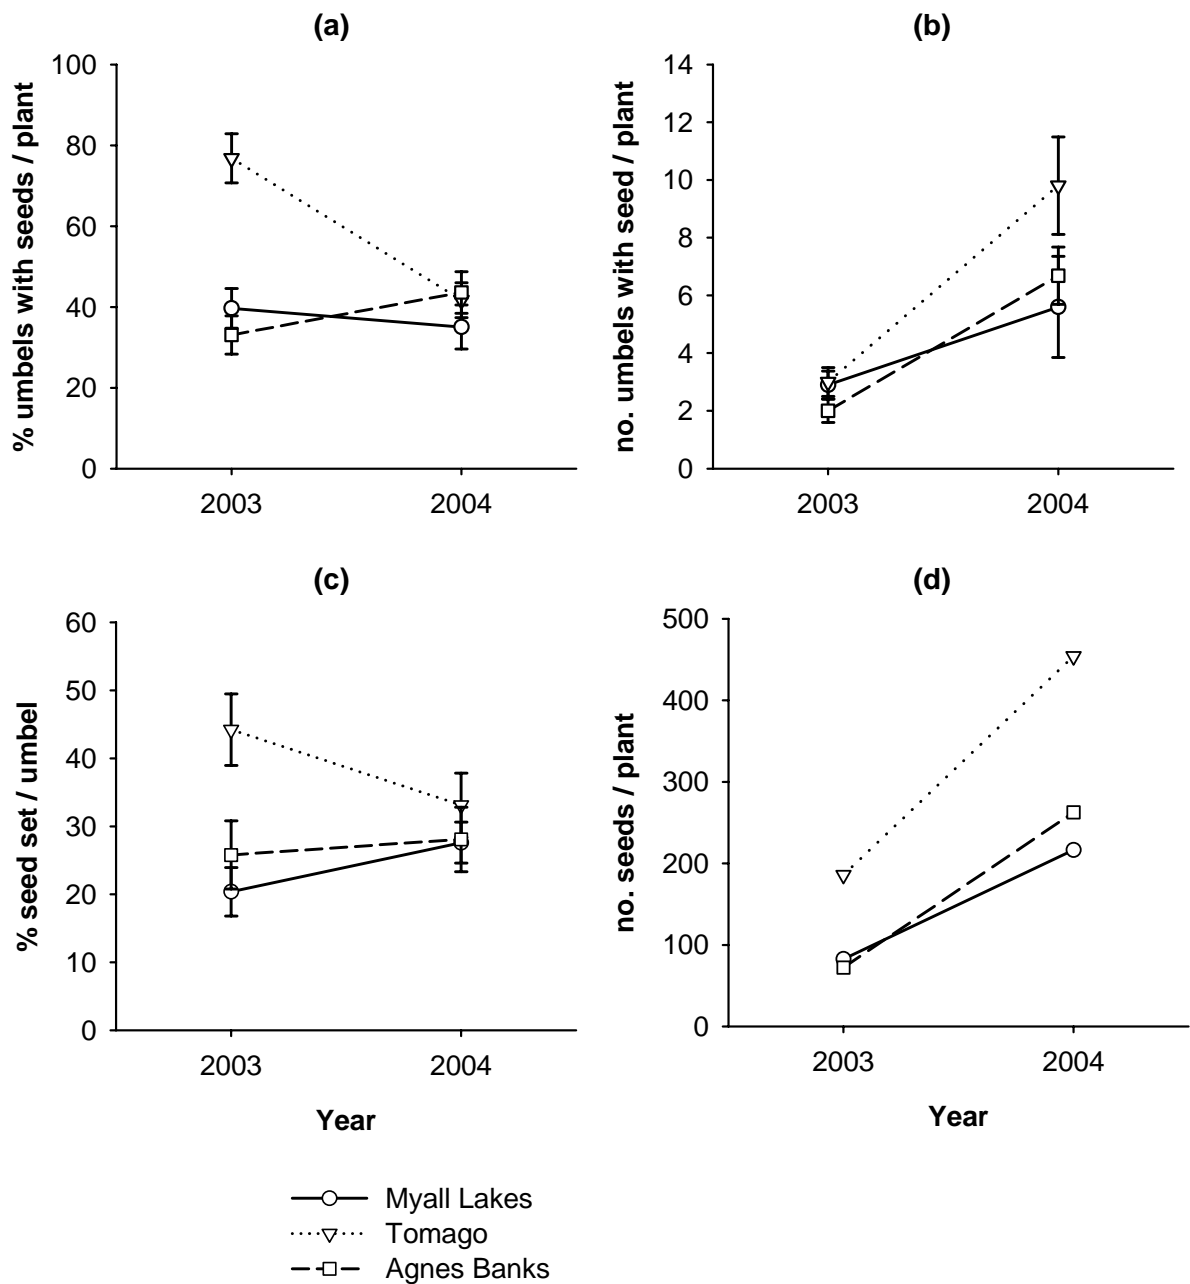 (a)
% umbels with seeds / plant
100
80
60
40
20
0
2003 2004
(b)
no. umbels with seed / plant
14
12
10
8
6
4
2
0
2003 2004
(c)
% seed set / umbel
60
50
40
30
20
10
0
2003 2004
Year
(d)
no. seeds / plant
500
400
300
200
100
0
2003 2004
Year
Myall Lakes
Tomago
Agnes Banks